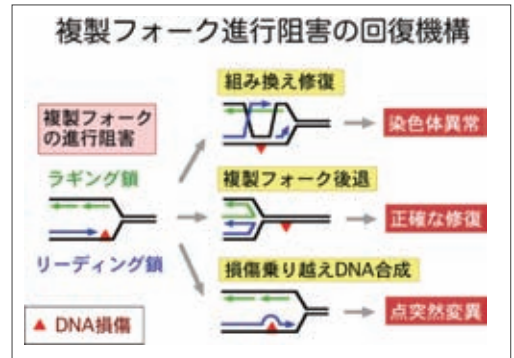 複製フォーク進行阻害の回復機構
複製フォーク
の進行阻害
ラギング鎖
リーディング鎖
▲ DNA損傷
組み換え修復
染色体異常
複製フォーク後退
正確な修復
損傷乗り越えDNA合成
点突然変異